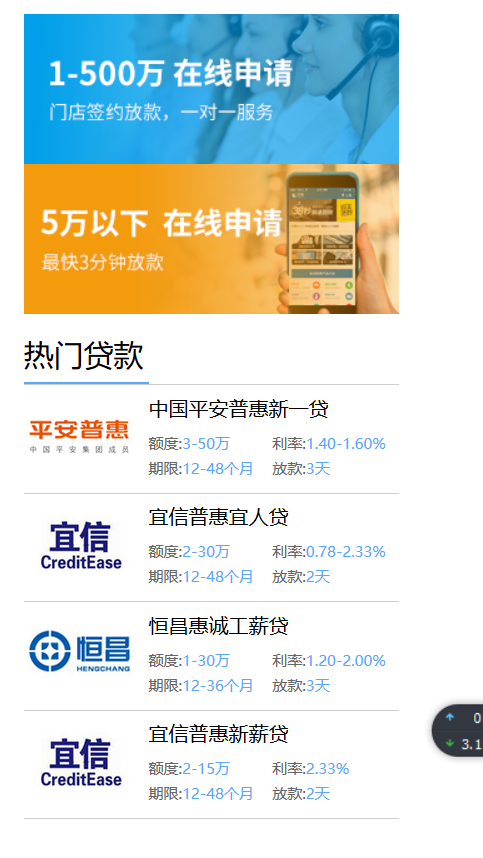 1-500万 在线申请
门店签约放款，一对一服务
5万以下 在线申请
最快3分钟放款
热门贷款
平安普惠
中国平安集团成员
中国平安普惠新一贷
额度:3-50万 利率:1.40-1.60%
期限:12-48个月 放款:3天
宜信
CreditEase
宜信普惠宜人贷
额度:2-30万 利率:0.78-2.33%
期限:12-48个月 放款:2天
恒昌
HENGCHANG
恒昌惠诚工薪贷
额度:1-30万 利率:1.20-2.00%
期限:12-36个月 放款:3天
宜信
CreditEase
宜信普惠新薪贷
额度:2-15万 利率:2.33%
期限:12-48个月 放款:2天
0
3.1